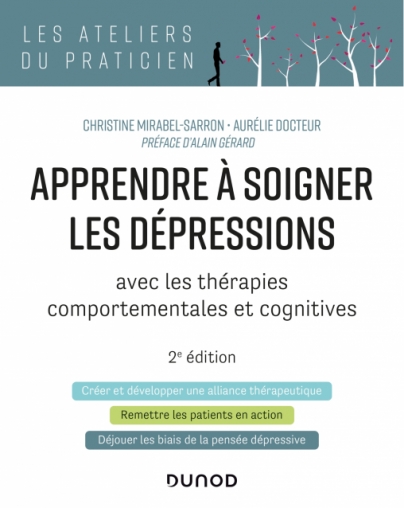 LES ATELIERS
DU PRATICIEN
CHRISTINE MIRABEL-SARRON • AURÉLIE DOCTEUR
PRÉFACE D'ALAIN GÉRARD
APPRENDRE À SOIGNER
LES DÉPRESSIONS
avec les thérapies
comportementales et cognitives
2e édition
Créer et développer une alliance thérapeutique
Remettre les patients en action
Déjouer les biais de la pensée dépressive
DUNOD